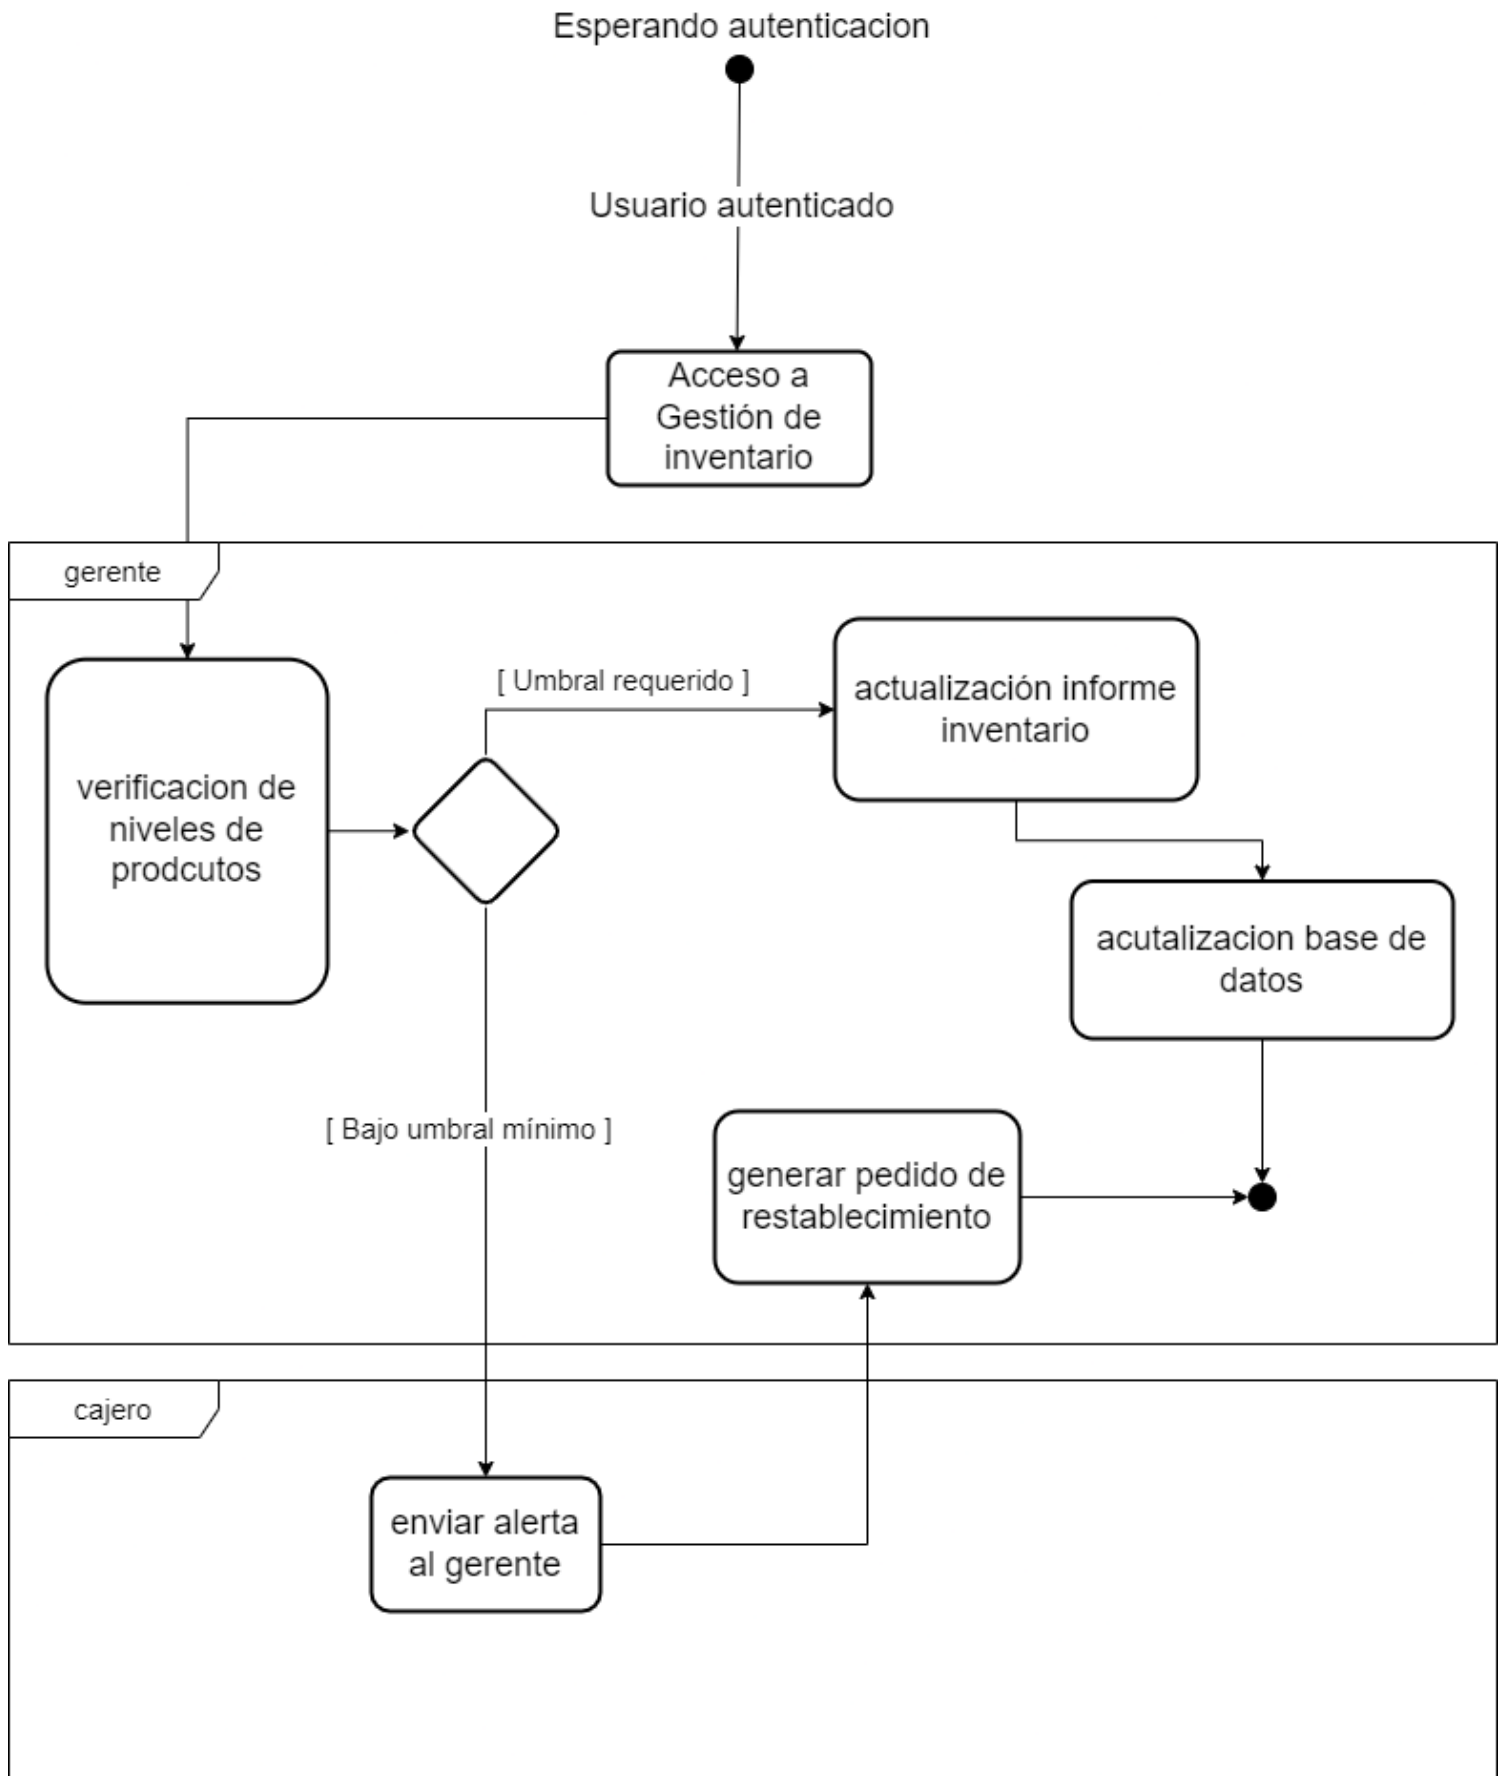 Esperando autenticacion
Usuario autenticado
Acceso a
Gestión de
inventario
gerente
[ Umbral requerido ]
actualización informe
inventario
verificacion de
niveles de
prodcutos
acutalizacion base de
datos
[ Bajo umbral mínimo ]
generar pedido de
restablecimiento
cajero
enviar alerta
al gerente